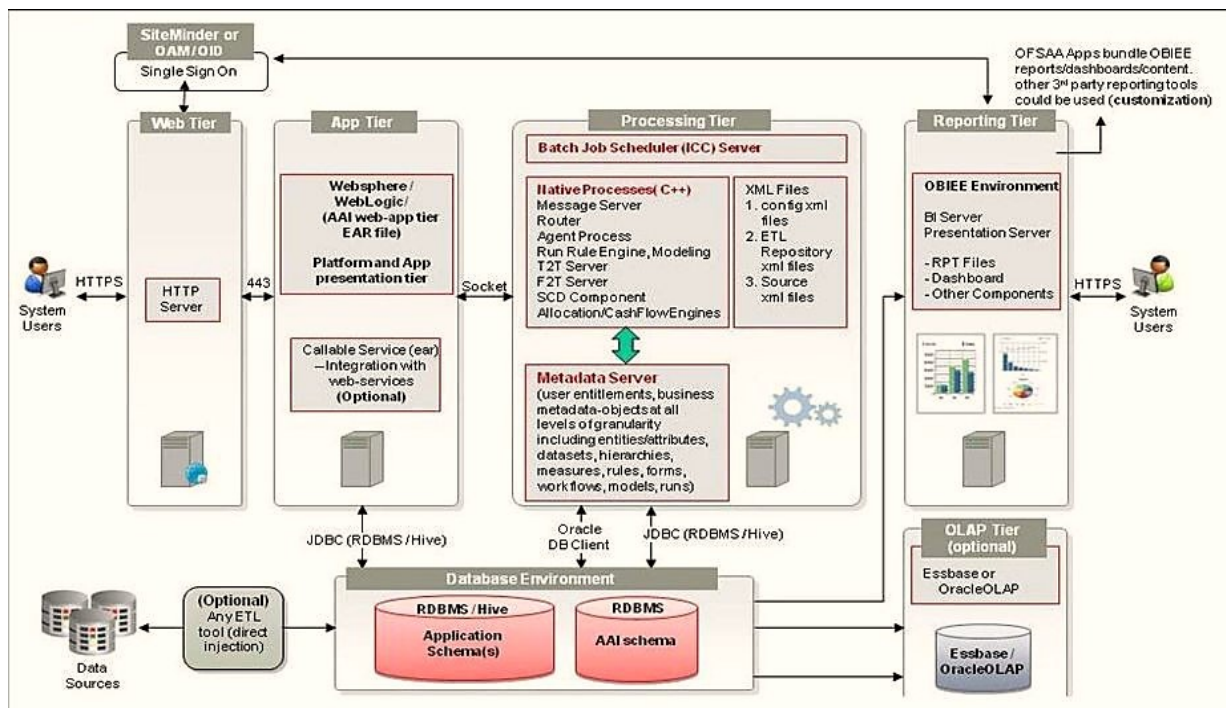 SiteMinder or
OAM/OID
Single Sign On
OFSAA Apps bundle OBIEE
reports/dashboards/content.
other 3rd party reporting tools
could be used (customization)
Web Tier
HTTP
Server
App Tier
Websphere /
WebLogic/
(AAI web-app tier
EAR file)
Platform and App
presentation tier
Callable Service (ear)
—Integration with
web-services
(Optional)
Processing Tier
Batch Job Scheduler (ICC) Server
Native Processes( C++)
Message Server
Router
Agent Process
Run Rule Engine, Modeling
T2T Server
F2T Server
SCD Component
Allocation/CashFlowEngines
XML Files
1. config xml
files
2. ETL
Repository
xml files
3. Source
xml files
Metadata Server
(user entitlements, business
metadata-objects at all
levels of granularity
including entities/attributes,
datasets, hierarchies,
measures, rules, forms,
workflows, models, runs)
Reporting Tier
OBIEE Environment
BI Server
Presentation Server
- RPT Files
- Dashboard
- Other Components
System
Users
HTTPS
443
Socket
HTTPS
System
Users
JDBC (RDBMS / Hive)
Oracle
DB Client
JDBC (RDBMS / Hive)
OLAP Tier
(optional)
Essbase or
OracleOLAP
Essbase /
OracleOLAP
Database Environment
RDBMS / Hive
Application
Schema(s)
RDBMS
AAI schema
(Optional)
Any ETL
tool (direct
injection)
Data
Sources